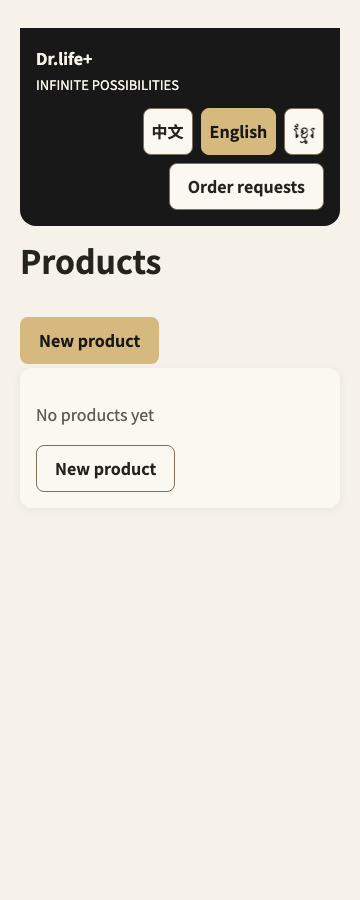 Dr.life+
INFINITE POSSIBILITIES
中文 English ខ្មែរ
Order requests
Products
New product
No products yet
New product